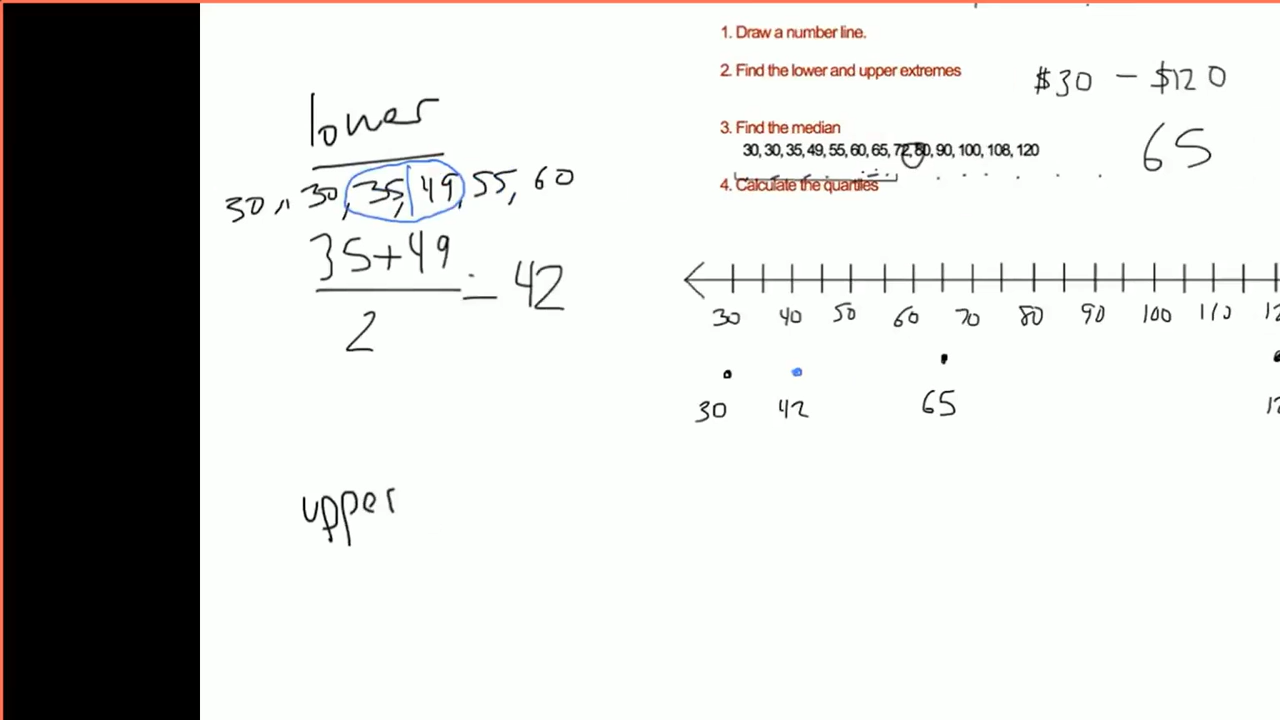 lower
30,, 30, 35, 49, 55, 60
35+49
2
= 42
upper
1. Draw a number line.
2. Find the lower and upper extremes
$30 - $120
3. Find the median
30, 30, 35, 49, 55, 60, 65, 72, 80, 90, 100, 108, 120
65
4. Calculate the quartiles
30 40 50 60 70 80 90 100 110
30 42 65